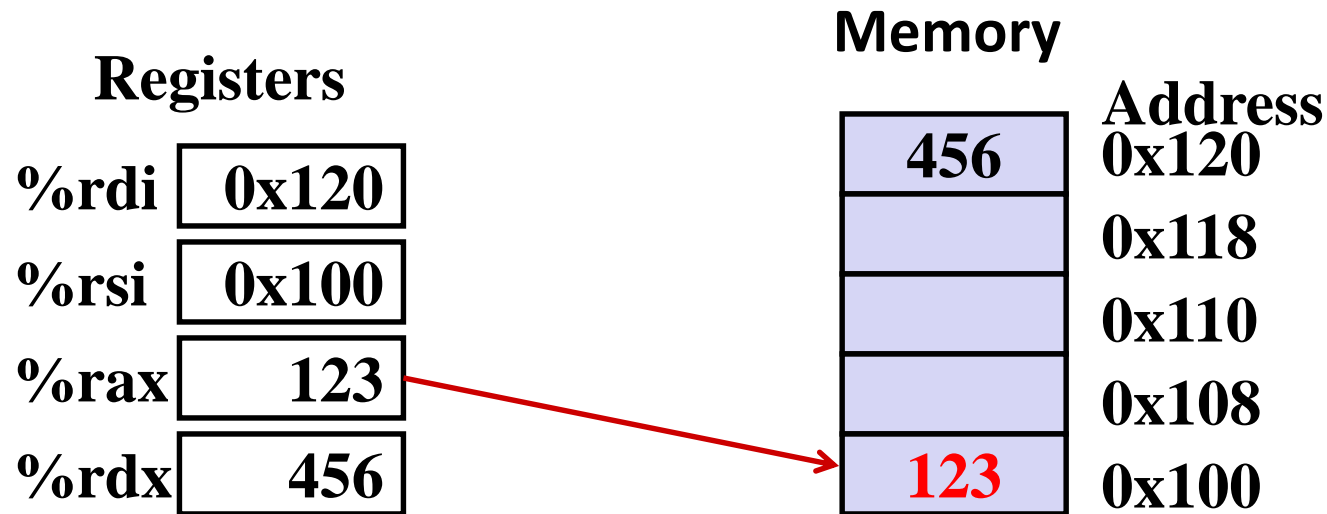 Memory
Registers
Address
%rdi 0x120
456 0x120
0x118
%rsi 0x100
0x110
%rax 123
0x108
%rdx 456
123 0x100